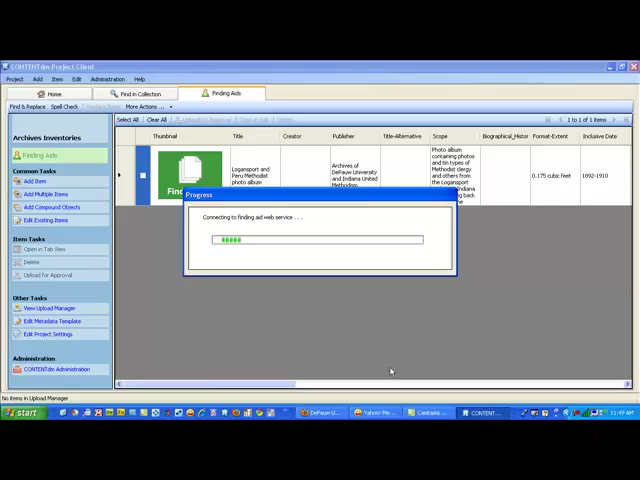 CONTENTdm Project Client
Project Add Item Edit Administration Help
Home Find in Collection Finding Aids
Find & Replace Spell Check More Actions ...
Select All Clear All 1 to 1 of 1 items
Archives Inventories
Finding Aids
Common Tasks
Add Item
Add Multiple Items
Add Compound Objects
Edit Existing Items
Item Tasks
Open in Tab View
Delete
Upload for Approval
Other Tasks
View Upload Manager
Edit Metadata Template
Edit Project Settings
Administration
CONTENTdm Administration
Thumbnail Title Creator Publisher Title-Alternative Scope Biographical_Histor Format-Extent Inclusive Date
Logansport and
Peru Methodist
photo album
Archives of
DePauw University
and Indiana United
Methodism.
Photo album
containing photos
and tin types of
Methodist clergy
and others from
the Logansport
0.175 cubic feet
1892-1910
Progress
Connecting to finding aid web service . . .
No items in Upload Manager
start DePauw U... Yahoo! Me... Camtasia ... CONTENT... 11:49 AM